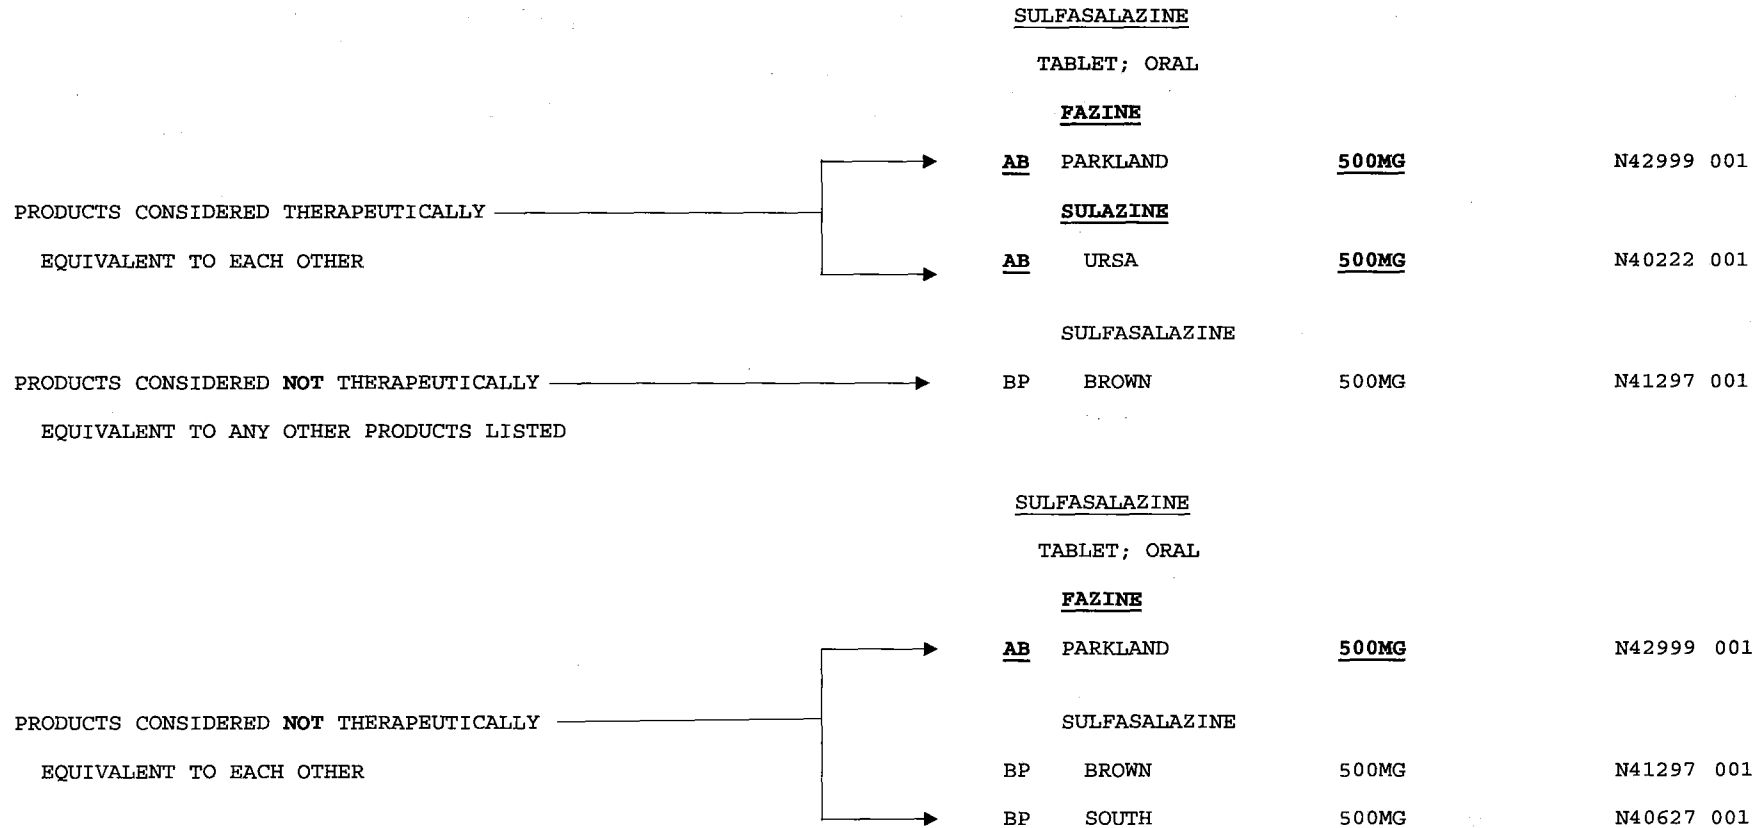 SULFASALAZINE
TABLET; ORAL
FAZINE
AB PARKLAND 500MG N42999 001
PRODUCTS CONSIDERED THERAPEUTICALLY SULAZINE
EQUIVALENT TO EACH OTHER AB URSA 500MG N40222 001
SULFASALAZINE
PRODUCTS CONSIDERED NOT THERAPEUTICALLY BP BROWN 500MG N41297 001
EQUIVALENT TO ANY OTHER PRODUCTS LISTED
SULFASALAZINE
TABLET; ORAL
FAZINE
AB PARKLAND 500MG N42999 001
PRODUCTS CONSIDERED NOT THERAPEUTICALLY SULFASALAZINE
EQUIVALENT TO EACH OTHER BP BROWN 500MG N41297 001
BP SOUTH 500MG N40627 001